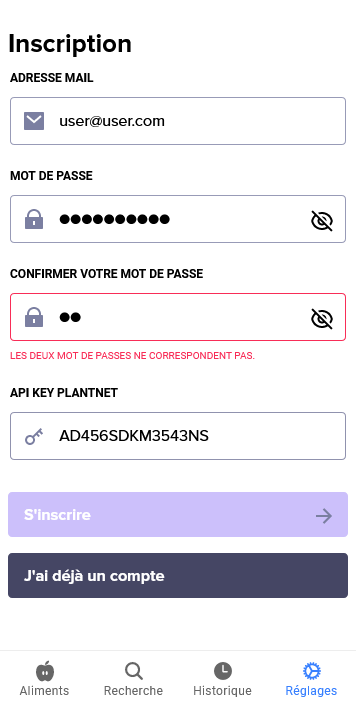 Inscription
ADRESSE MAIL
user@user.com
MOT DE PASSE
●●●●●●●●●●
CONFIRMER VOTRE MOT DE PASSE
●●
LES DEUX MOT DE PASSES NE CORRESPONDENT PAS.
API KEY PLANTNET
AD456SDKM3543NS
S'inscrire
J'ai déjà un compte
Aliments Recherche Historique Réglages